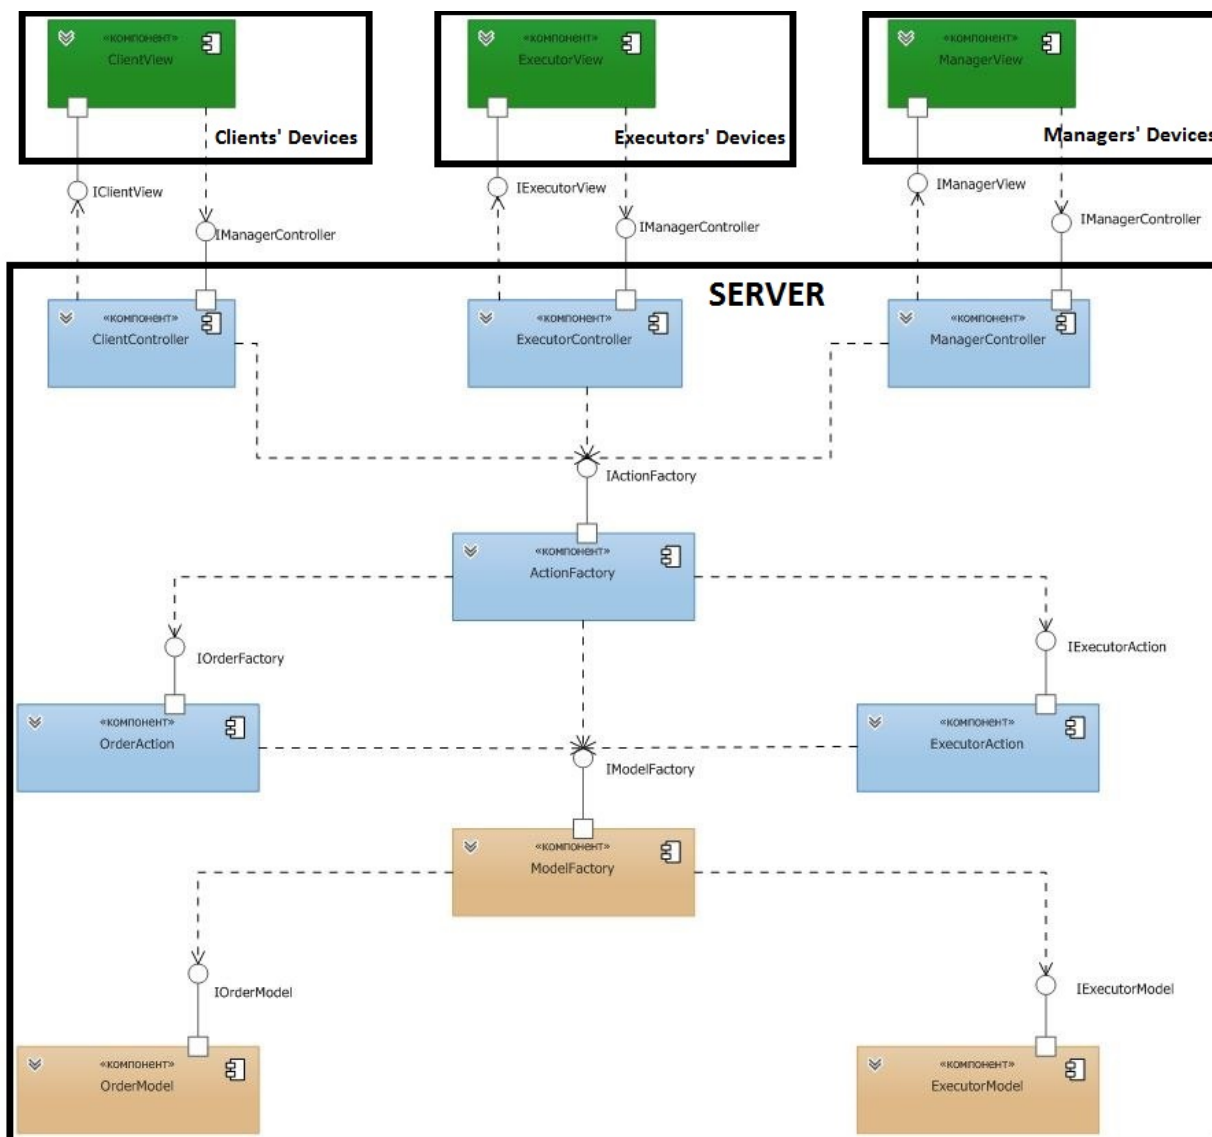 «компонент»
ClientView
«компонент»
ExecutorView
«компонент»
ManagerView
Clients' Devices
Executors' Devices
Managers' Devices
IClientView
IExecutorView
IManagerView
IManagerController
IManagerController
IManagerController
SERVER
«компонент»
ClientController
«компонент»
ExecutorController
«компонент»
ManagerController
IActionFactory
«компонент»
ActionFactory
IOrderFactory
IExecutorAction
«компонент»
OrderAction
«компонент»
ExecutorAction
IModelFactory
«компонент»
ModelFactory
IOrderModel
IExecutorModel
«компонент»
OrderModel
«компонент»
ExecutorModel